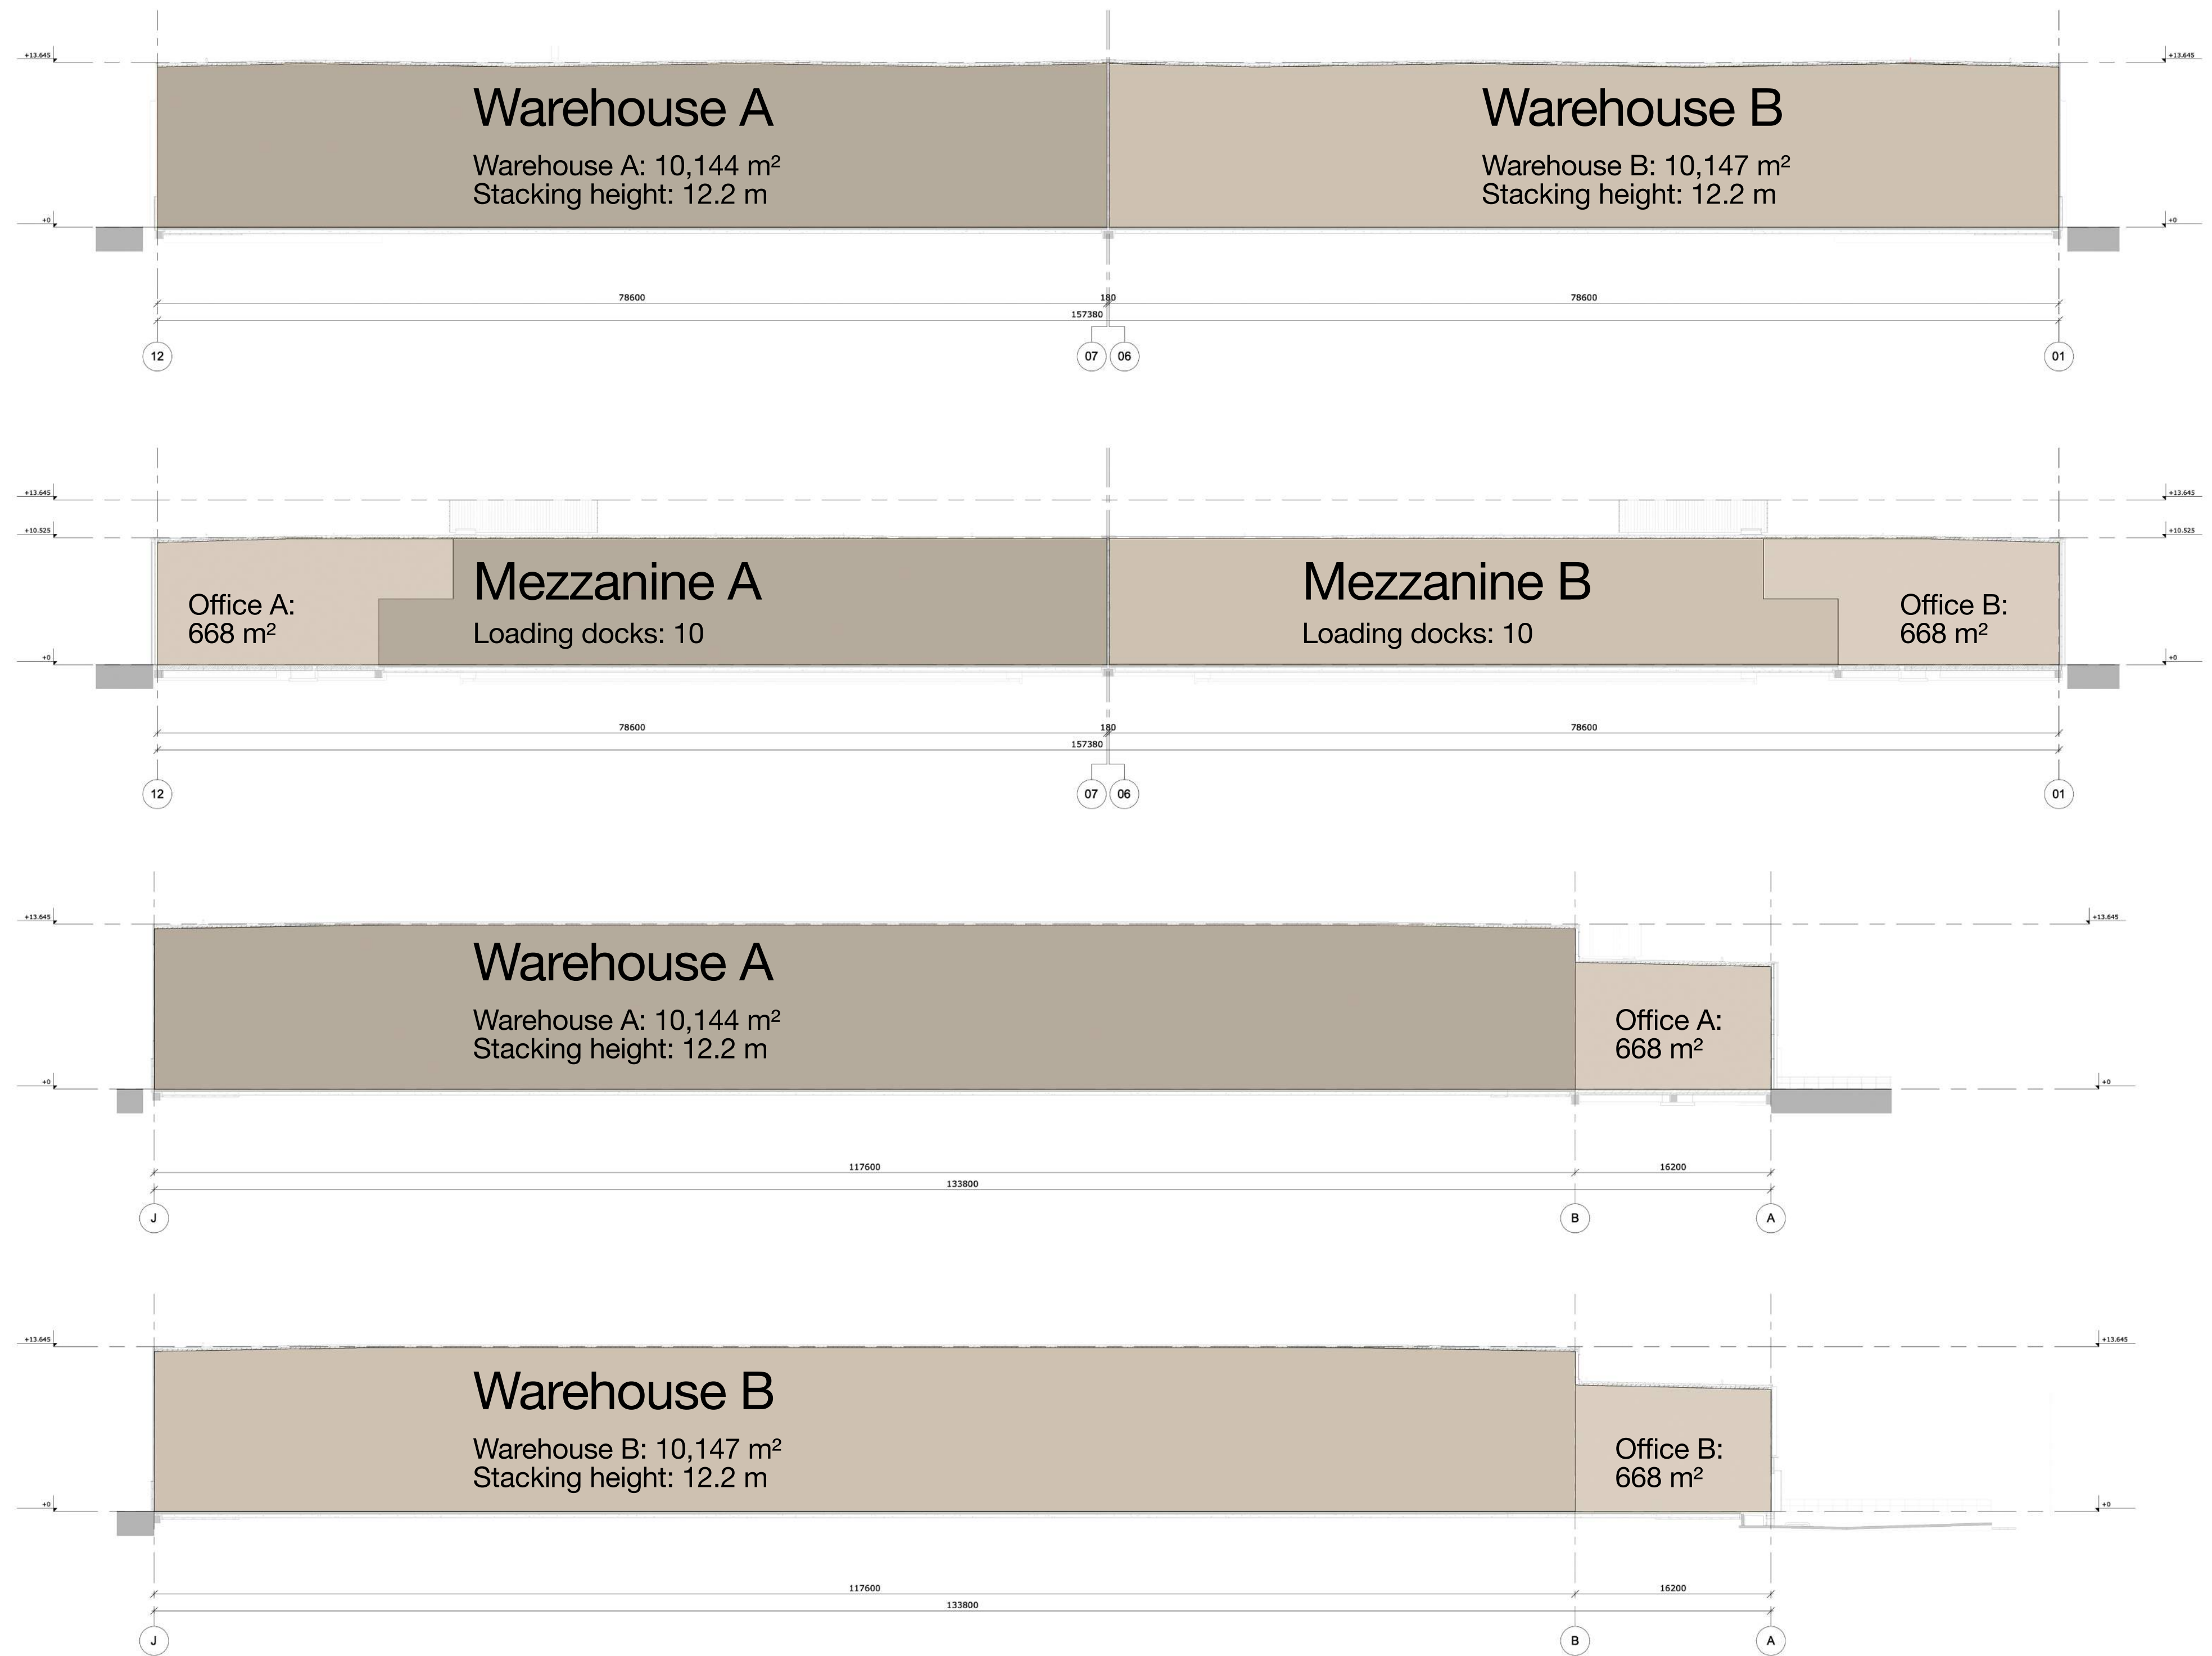 +13.645
+13.645
Warehouse A
Warehouse A: 10,144 m²
Stacking height: 12.2 m
Warehouse B
Warehouse B: 10,147 m²
Stacking height: 12.2 m
+0
+0
78600
180
78600
157380
12
07
06
01
+13.645
+13.645
+10.525
+10.525
Office A:
668 m²
Mezzanine A
Loading docks: 10
Mezzanine B
Loading docks: 10
Office B:
668 m²
+0
+0
78600
180
78600
157380
12
07
06
01
+13.645
+13.645
Warehouse A
Warehouse A: 10,144 m²
Stacking height: 12.2 m
Office A:
668 m²
+0
+0
117600
16200
133800
J
B
A
+13.645
+13.645
Warehouse B
Warehouse B: 10,147 m²
Stacking height: 12.2 m
Office B:
668 m²
+0
+0
117600
16200
133800
J
B
A